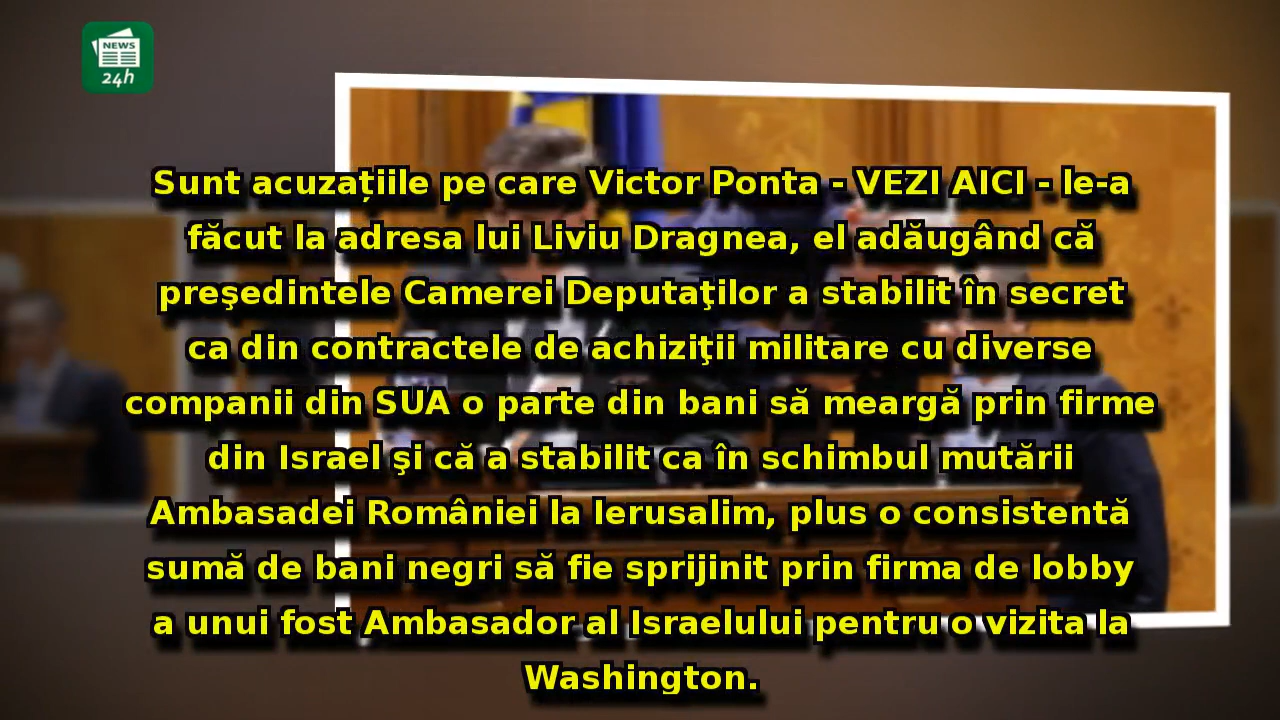 NEWS
24h
Sunt acuzațiile pe care Victor Ponta - VEZI AICI - le-a
făcut la adresa lui Liviu Dragnea, el adăugând că
preşedintele Camerei Deputaţilor a stabilit în secret
ca din contractele de achiziţii militare cu diverse
companii din SUA o parte din bani să meargă prin firme
din Israel şi că a stabilit ca în schimbul mutării
Ambasadei României la Ierusalim, plus o consistentă
sumă de bani negri să fie sprijinit prin firma de lobby
a unui fost Ambasador al Israelului pentru o vizita la
Washington.